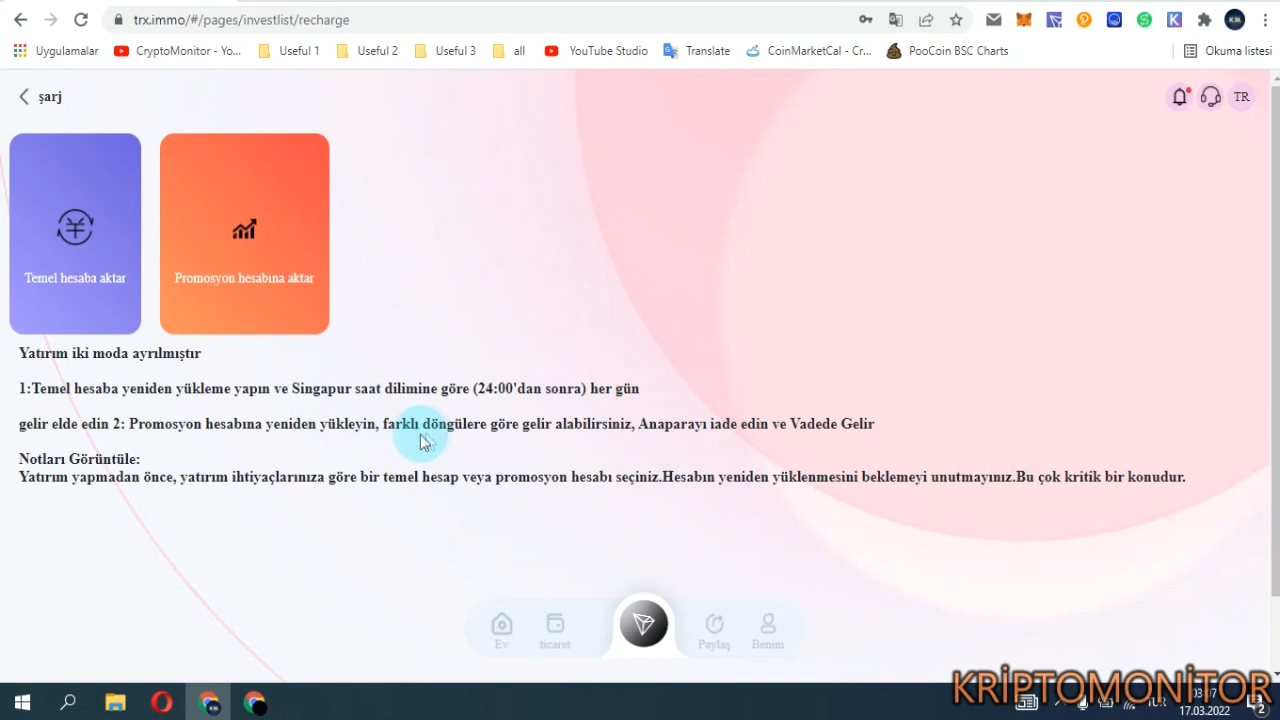 trx.immo/#/pages/investlist/recharge
KM
Uygulamalar
CryptoMonitor - Yo...
Useful 1
Useful 2
Useful 3
all
YouTube Studio
Translate
CoinMarketCal - Cr...
PooCoin BSC Charts
Okuma listesi
şarj
TR
Temel hesaba aktar
Promosyon hesabına aktar
Yatırım iki moda ayrılmıştır
1:Temel hesaba yeniden yükleme yapın ve Singapur saat dilimine göre (24:00'dan sonra) her gün
gelir elde edin 2: Promosyon hesabına yeniden yükleyin, farklı döngülere göre gelir alabilirsiniz, Anaparayı iade edin ve Vadede Gelir
Notları Görüntüle:
Yatırım yapmadan önce, yatırım ihtiyaçlarınıza göre bir temel hesap veya promosyon hesabı seçiniz.Hesabın yeniden yüklenmesini beklemeyi unutmayınız.Bu çok kritik bir konudur.
Ev
ticaret
Paylaş
Benim
KRİPTOMONİTOR
03:07
TUR
17.03.2022
2